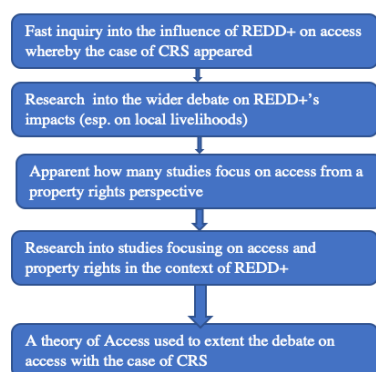 Fast inquiry into the influence of REDD+ on access
whereby the case of CRS appeared
Research into the wider debate on REDD+'s
impacts (esp. on local livelihoods)
Apparent how many studies focus on access from a
property rights perspective
Research into studies focusing on access and
property rights in the context of REDD+
A theory of Access used to extent the debate on
access with the case of CRS